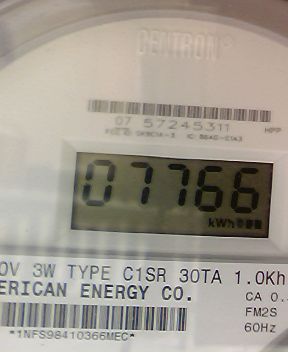 CENTRON®
07 57245311
HPP
07766
kWh
0V 3W TYPE C1SR 30TA 1.0Kh
ERICAN ENERGY CO.
CA 0.
FM2S
60Hz
*1NFS98410366MEC*